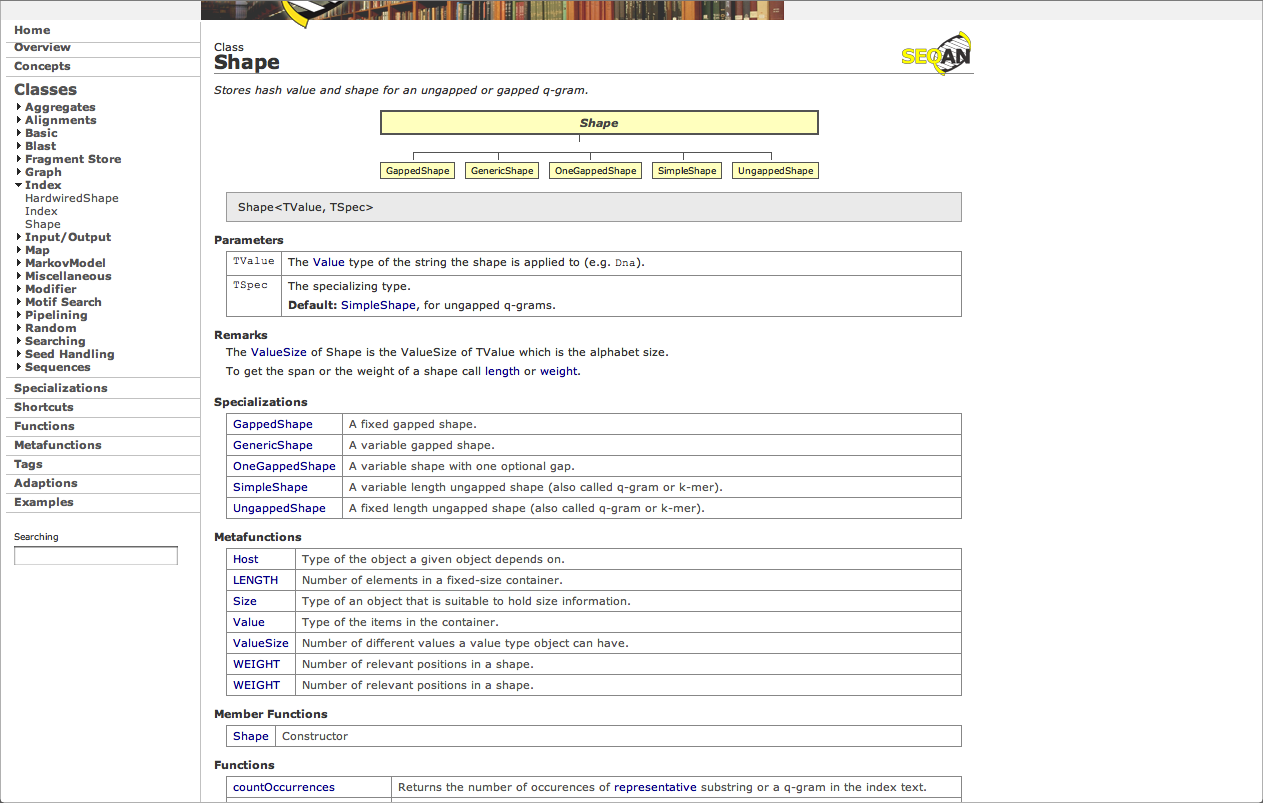 Home
Overview
Concepts
Classes
Aggregates
Alignments
Basic
Blast
Fragment Store
Graph
Index
HardwiredShape
Index
Shape
Input/Output
Map
MarkovModel
Miscellaneous
Modifier
Motif Search
Pipelining
Random
Searching
Seed Handling
Sequences
Specializations
Shortcuts
Functions
Metafunctions
Tags
Adaptions
Examples
Searching
Class
Shape
SEQAN
Stores hash value and shape for an ungapped or gapped q-gram.
Shape
GappedShape GenericShape OneGappedShape SimpleShape UngappedShape
Shape<TValue, TSpec>
Parameters
TValue The Value type of the string the shape is applied to (e.g. Dna).
TSpec The specializing type.
Default: SimpleShape, for ungapped q-grams.
Remarks
The ValueSize of Shape is the ValueSize of TValue which is the alphabet size.
To get the span or the weight of a shape call length or weight.
Specializations
GappedShape A fixed gapped shape.
GenericShape A variable gapped shape.
OneGappedShape A variable shape with one optional gap.
SimpleShape A variable length ungapped shape (also called q-gram or k-mer).
UngappedShape A fixed length ungapped shape (also called q-gram or k-mer).
Metafunctions
Host Type of the object a given object depends on.
LENGTH Number of elements in a fixed-size container.
Size Type of an object that is suitable to hold size information.
Value Type of the items in the container.
ValueSize Number of different values a value type object can have.
WEIGHT Number of relevant positions in a shape.
WEIGHT Number of relevant positions in a shape.
Member Functions
Shape Constructor
Functions
countOccurrences Returns the number of occurences of representative substring or a q-gram in the index text.